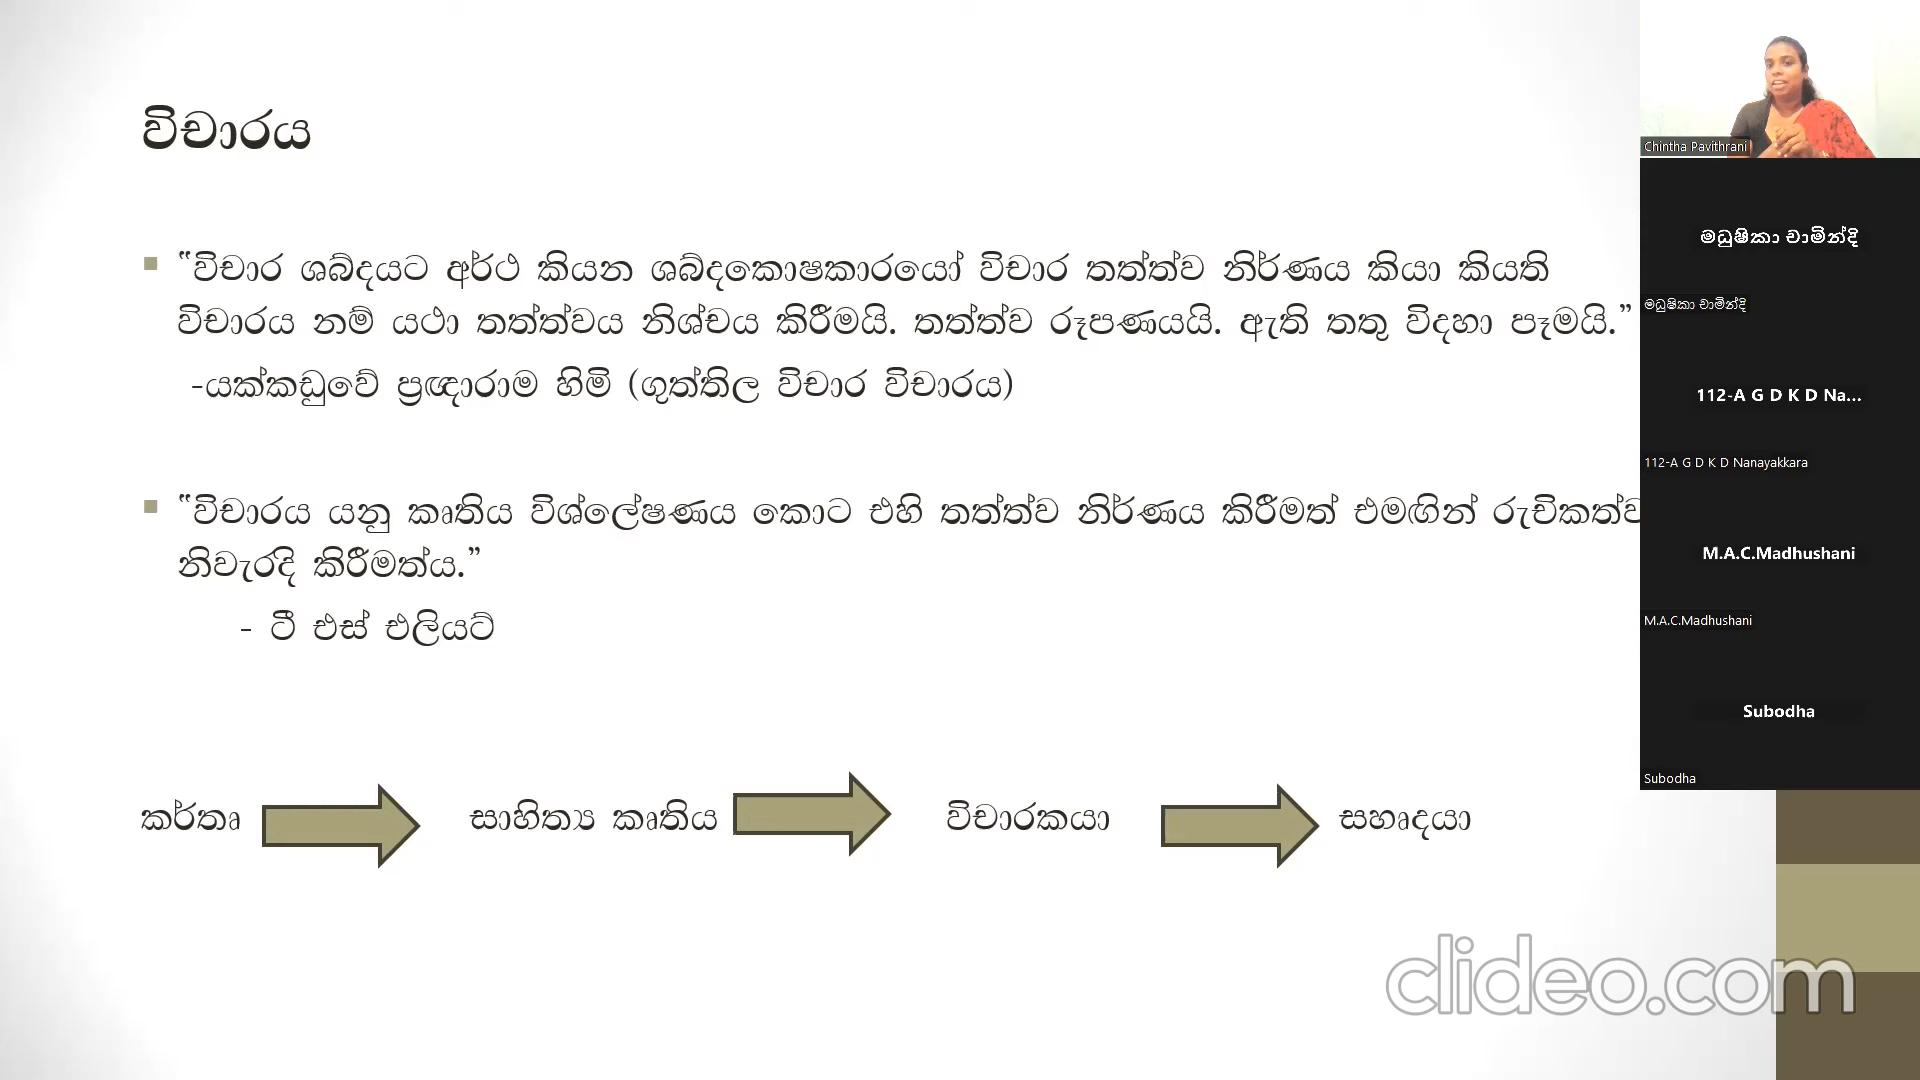 විචාරය
“විචාර ශබ්දයට අර්ථ කියන ශබ්දකොෂකාරයෝ විචාර තත්ත්ව නිර්ණය කියා කියති
විචාරය නම් යථා තත්ත්වය නිශ්චය කිරීමයි. තත්ත්ව රූපණයයි. ඇති තතු විදහා පෑමයි.”
-යක්කඩුවේ ප්‍රඥාරාම හිමි (ගුත්තිල විචාර විචාරය)
“විචාරය යනු කෘතිය විශ්ලේෂණය කොට එහි තත්ත්ව නිර්ණය කිරීමත් එමඟින් රුචිකත්ව
නිවැරදි කිරීමත්ය.”
- ටී එස් එලියට්
කර්තෘ සාහිත්‍ය කෘතිය විචාරකයා සහෘදයා
Chintha Pavithrani
මධුෂිකා චාමින්දි
මධුෂිකා චාමින්දි
112-A G D K D Na...
112-A G D K D Nanayakkara
M.A.C.Madhushani
M.A.C.Madhushani
Subodha
Subodha
clideo.com